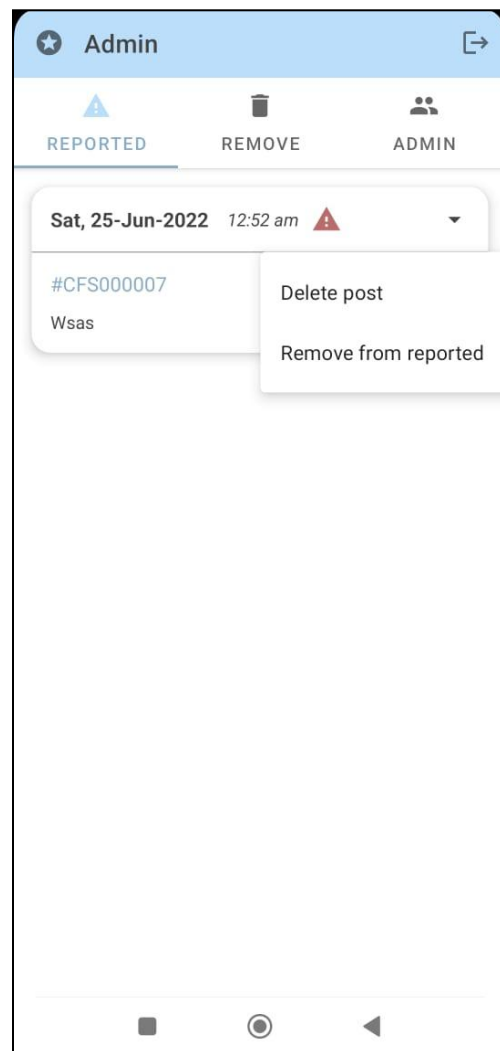 Admin
REPORTED REMOVE ADMIN
Sat, 25-Jun-2022 12:52 am
#CFS000007
Wsas
Delete post
Remove from reported